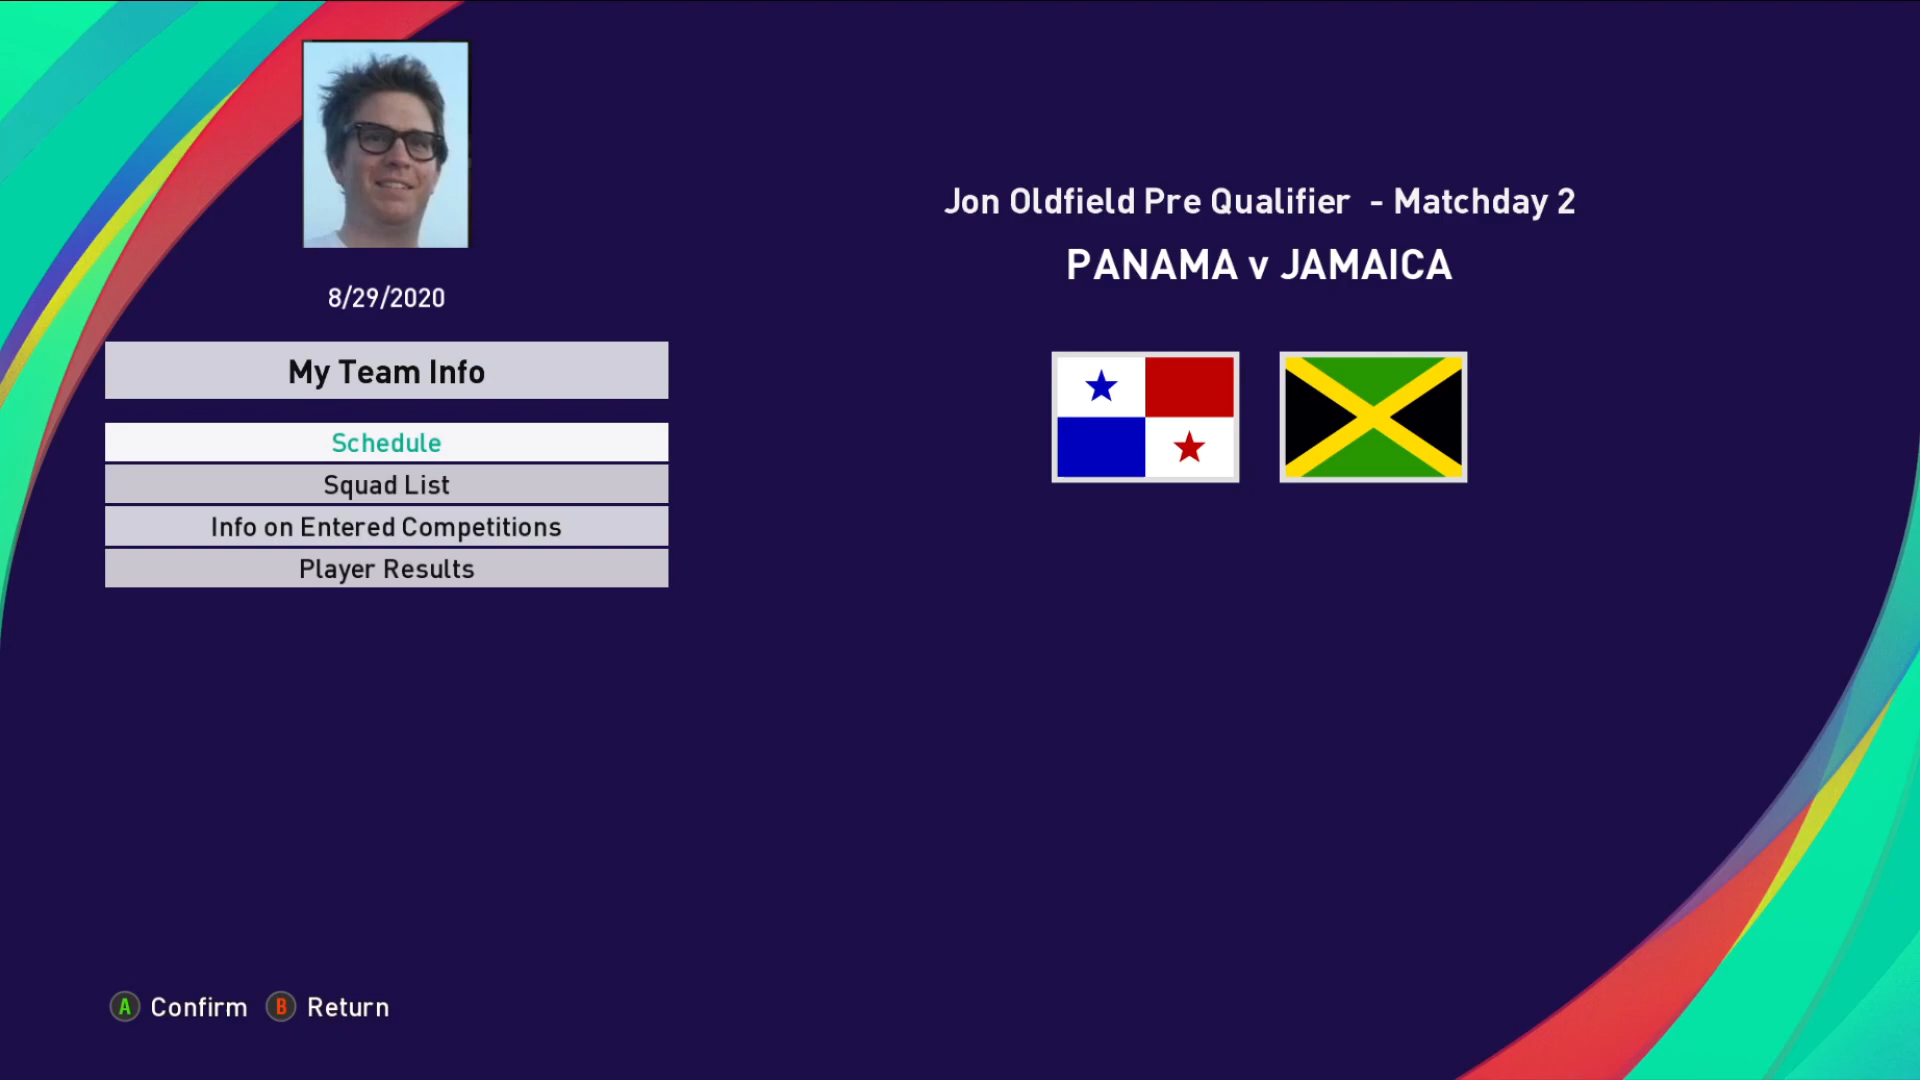 8/29/2020
My Team Info
Schedule
Squad List
Info on Entered Competitions
Player Results
Jon Oldfield Pre Qualifier - Matchday 2
PANAMA v JAMAICA
A Confirm B Return